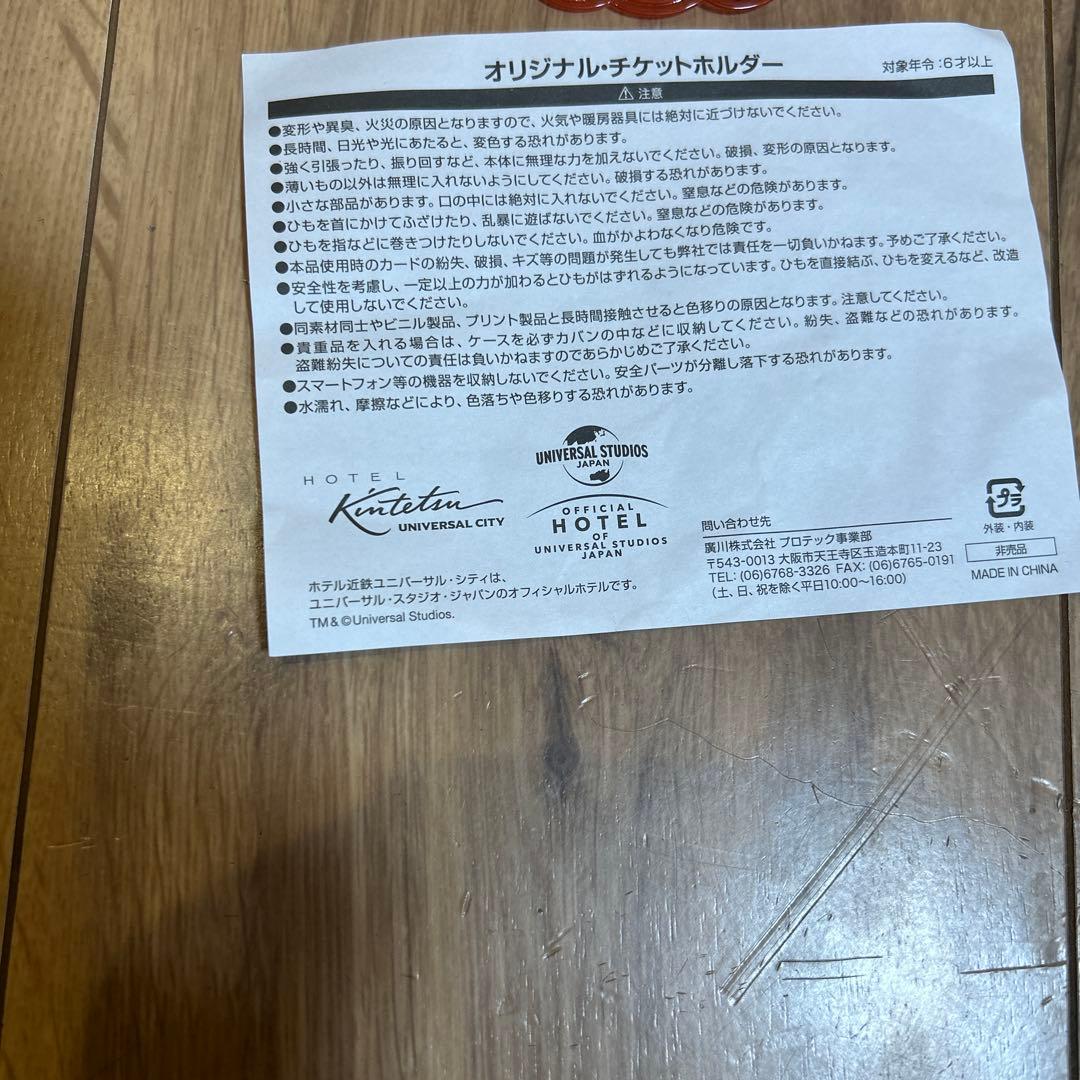 オリジナル・チケットホルダー
対象年令:6才以上
⚠ 注意
●変形や異臭、火災の原因となりますので、火気や暖房器具には絶対に近づけないでください。
●長時間、日光や光にあたると、変色する恐れがあります。
●強く引張ったり、振り回すなど、本体に無理な力を加えないでください。破損、変形の原因となります。
●薄いもの以外は無理に入れないようにしてください。破損する恐れがあります。
●小さな部品があります。口の中には絶対に入れないでください。窒息などの危険があります。
●ひもを首にかけてふざけたり、乱暴に遊ばないでください。窒息などの危険があります。
●ひもを指などに巻きつけたりしないでください。血がかよわなくなり危険です。
●本品使用時のカードの紛失、破損、キズ等の問題が発生しても弊社では責任を一切負いかねます。予めご了承ください。
●安全性を考慮し、一定以上の力が加わるとひもがはずれるようになっています。ひもを直接結ぶ、ひもを変えるなど、改造
して使用しないでください。
●同素材同士やビニル製品、プリント製品と長時間接触させると色移りの原因となります。注意してください。
●貴重品を入れる場合は、ケースを必ずカバンの中などに収納してください。紛失、盗難などの恐れがあります。
盗難紛失についての責任は負いかねますのであらかじめご了承ください。
●スマートフォン等の機器を収納しないでください。安全パーツが分離し落下する恐れがあります。
●水濡れ、摩擦などにより、色落ちや色移りする恐れがあります。
HOTEL
Kintetsu
UNIVERSAL CITY
UNIVERSAL STUDIOS
JAPAN
OFFICIAL
HOTEL
OF
UNIVERSAL STUDIOS
JAPAN
ホテル近鉄ユニバーサル・シティは、
ユニバーサル・スタジオ・ジャパンのオフィシャルホテルです。
TM & ©Universal Studios.
問い合わせ先
廣川株式会社 プロテック事業部
〒543-0013 大阪市天王寺区玉造本町11-23
TEL: (06)6768-3326 FAX: (06)6765-0191
(土、日、祝を除く平日10:00~16:00)
プラ
外装・内装
非売品
MADE IN CHINA